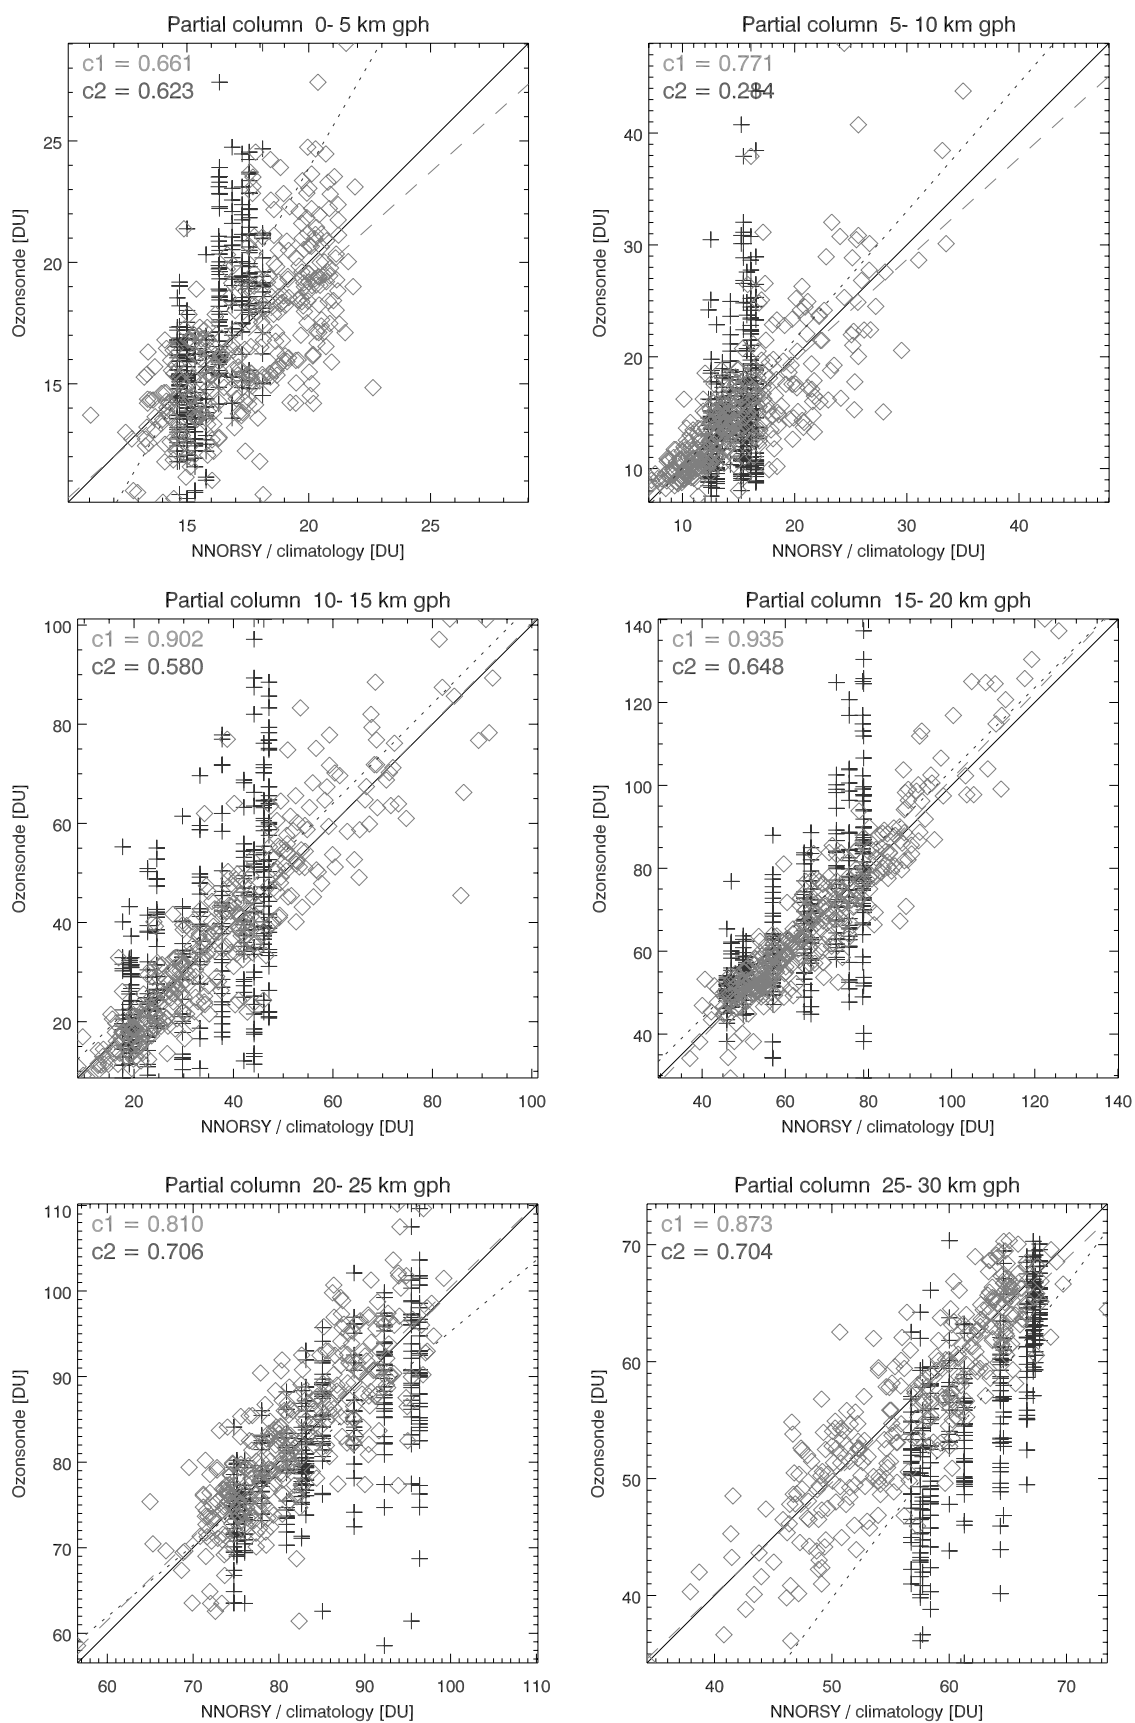 Partial column 0- 5 km gph
c1 = 0.661
c2 = 0.623
25
20
15
Ozonsonde [DU]
15 20 25
NNORSY / climatology [DU]
Partial column 5- 10 km gph
c1 = 0.771
c2 = 0.284
40
30
20
10
Ozonsonde [DU]
10 20 30 40
NNORSY / climatology [DU]
Partial column 10- 15 km gph
c1 = 0.902
c2 = 0.580
100
80
60
40
20
Ozonsonde [DU]
20 40 60 80 100
NNORSY / climatology [DU]
Partial column 15- 20 km gph
c1 = 0.935
c2 = 0.648
140
120
100
80
60
40
Ozonsonde [DU]
40 60 80 100 120 140
NNORSY / climatology [DU]
Partial column 20- 25 km gph
c1 = 0.810
c2 = 0.706
110
100
90
80
70
60
Ozonsonde [DU]
60 70 80 90 100 110
NNORSY / climatology [DU]
Partial column 25- 30 km gph
c1 = 0.873
c2 = 0.704
70
60
50
40
Ozonsonde [DU]
40 50 60 70
NNORSY / climatology [DU]